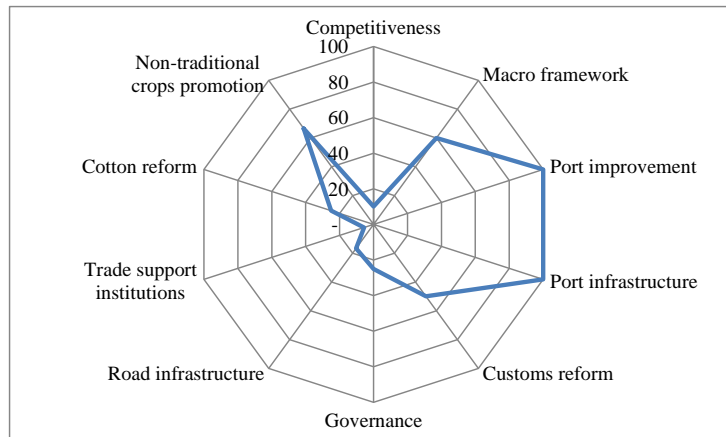 Competitiveness
100
Non-traditional
crops promotion
80
Macro framework
60
Cotton reform
40
Port improvement
20
-
Trade support
institutions
Port infrastructure
Road infrastructure
Customs reform
Governance